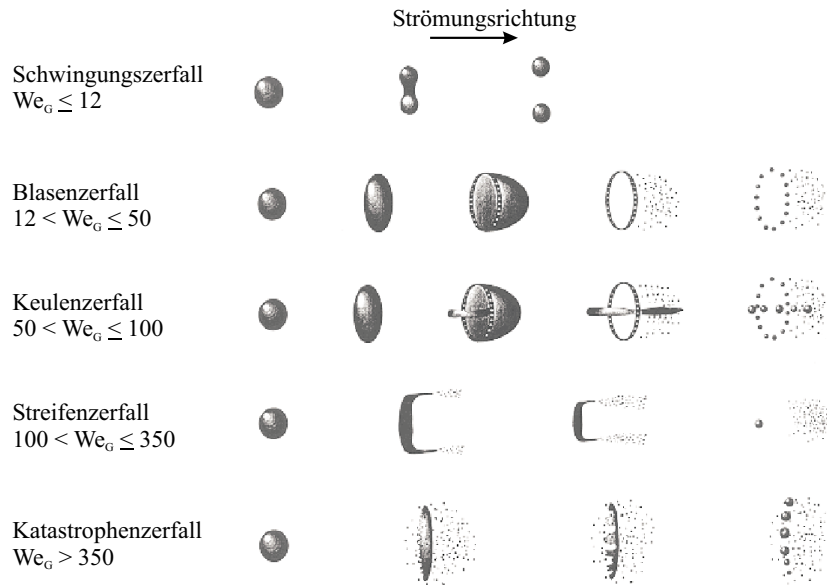 Strömungsrichtung
Schwingungszerfall
We_G ≤ 12
Blasenzerfall
12 < We_G ≤ 50
Keulenzerfall
50 < We_G ≤ 100
Streifenzerfall
100 < We_G ≤ 350
Katastrophenzerfall
We_G > 350